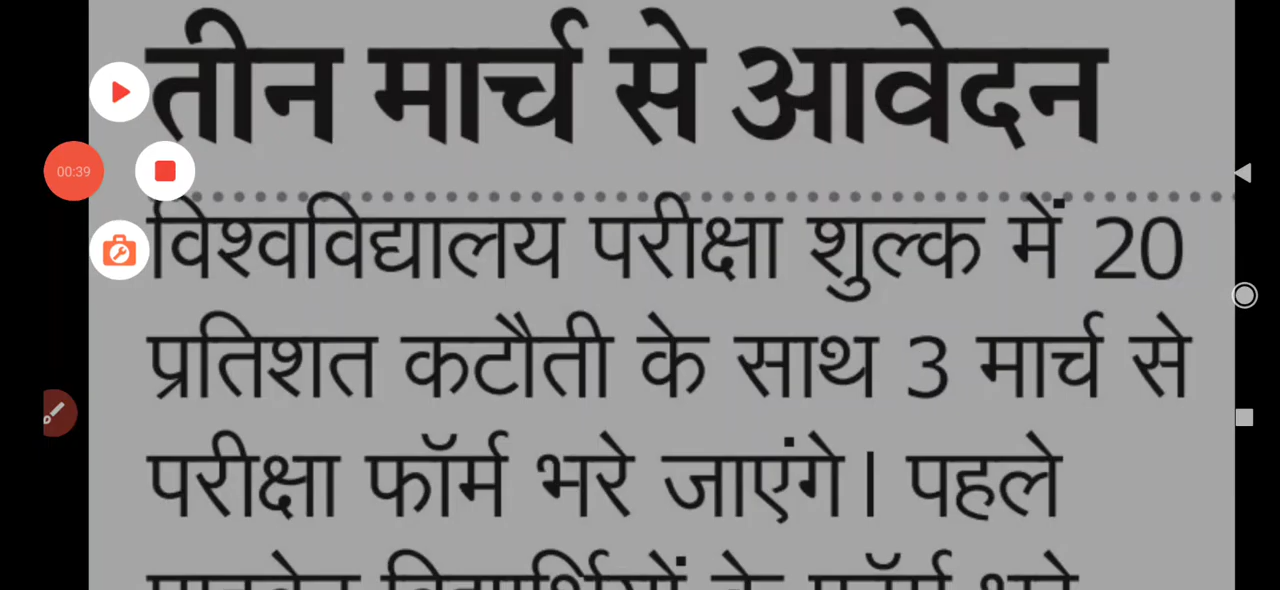 तीन मार्च से आवेदन
00:39
विश्वविद्यालय परीक्षा शुल्क में 20
प्रतिशत कटौती के साथ 3 मार्च से
परीक्षा फॉर्म भरे जाएंगे। पहले